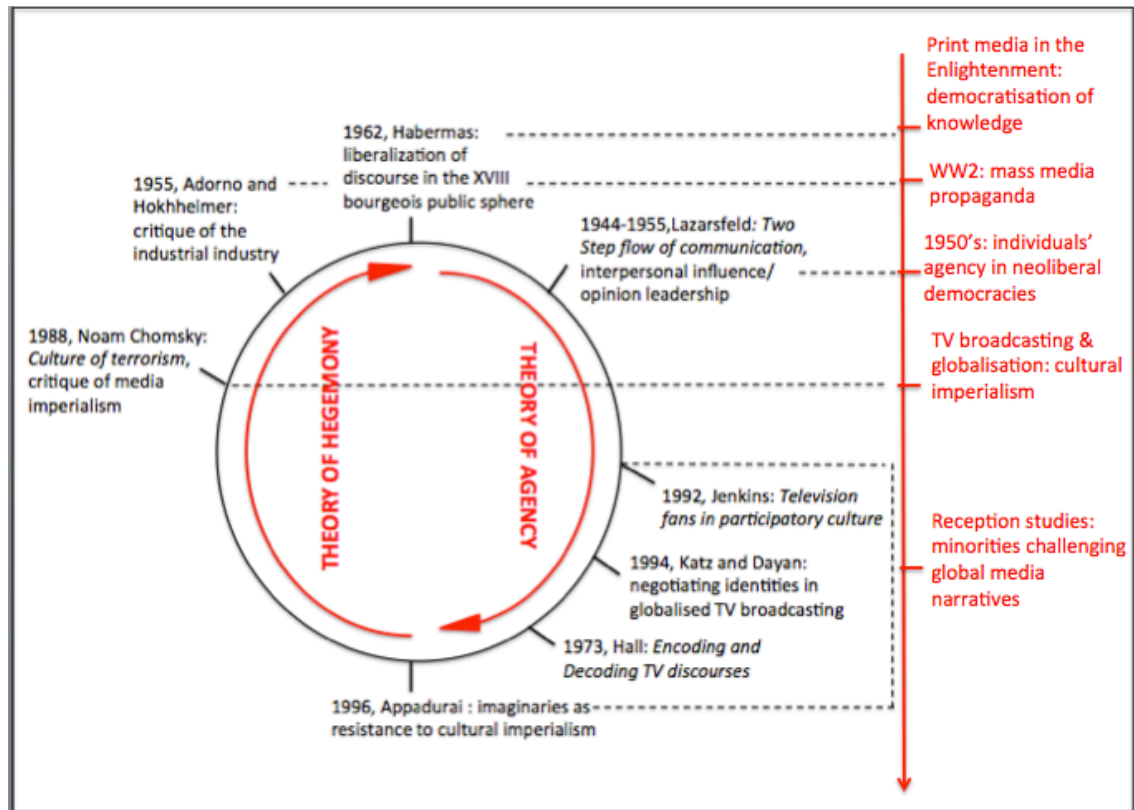 1962, Habermas:
liberalization of
discourse in the XVIII
bourgeois public sphere
1955, Adorno and
Hokhheimer:
critique of the
industrial industry
1944-1955,Lazarsfeld: Two
Step flow of communication,
interpersonal influence/
opinion leadership
1988, Noam Chomsky:
Culture of terrorism,
critique of media
imperialism
THEORY OF HEGEMONY
THEORY OF AGENCY
1992, Jenkins: Television
fans in participatory culture
1994, Katz and Dayan:
negotiating identities in
globalised TV broadcasting
1973, Hall: Encoding and
Decoding TV discourses
1996, Appadurai : imaginaries as
resistance to cultural imperialism
Print media in the
Enlightenment:
democratisation of
knowledge
WW2: mass media
propaganda
1950's: individuals'
agency in neoliberal
democracies
TV broadcasting &
globalisation: cultural
imperialism
Reception studies:
minorities challenging
global media
narratives